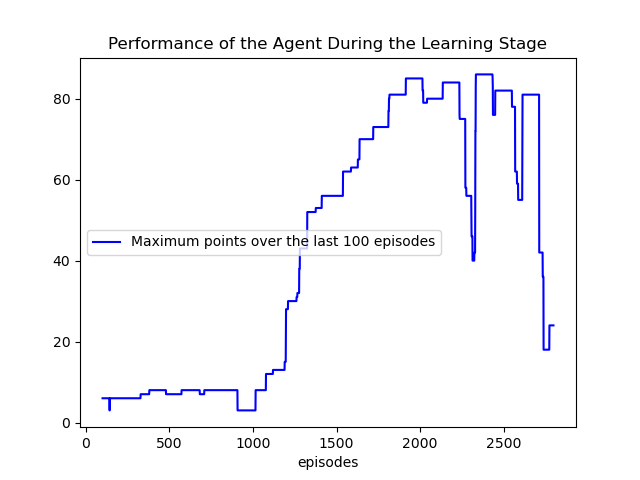 Performance of the Agent During the Learning Stage
80
60
Maximum points over the last 100 episodes
40
20
0
0 500 1000 1500 2000 2500
episodes